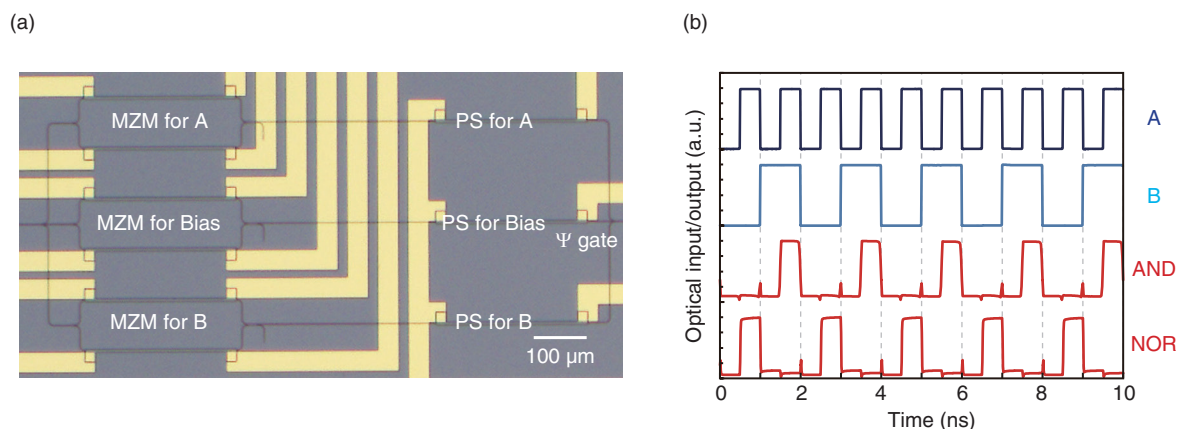 (a)
MZM for A
PS for A
MZM for Bias
PS for Bias
Ψ gate
MZM for B
PS for B
100 µm
(b)
Optical input/output (a.u.)
A
B
AND
NOR
0 2 4 6 8 10
Time (ns)